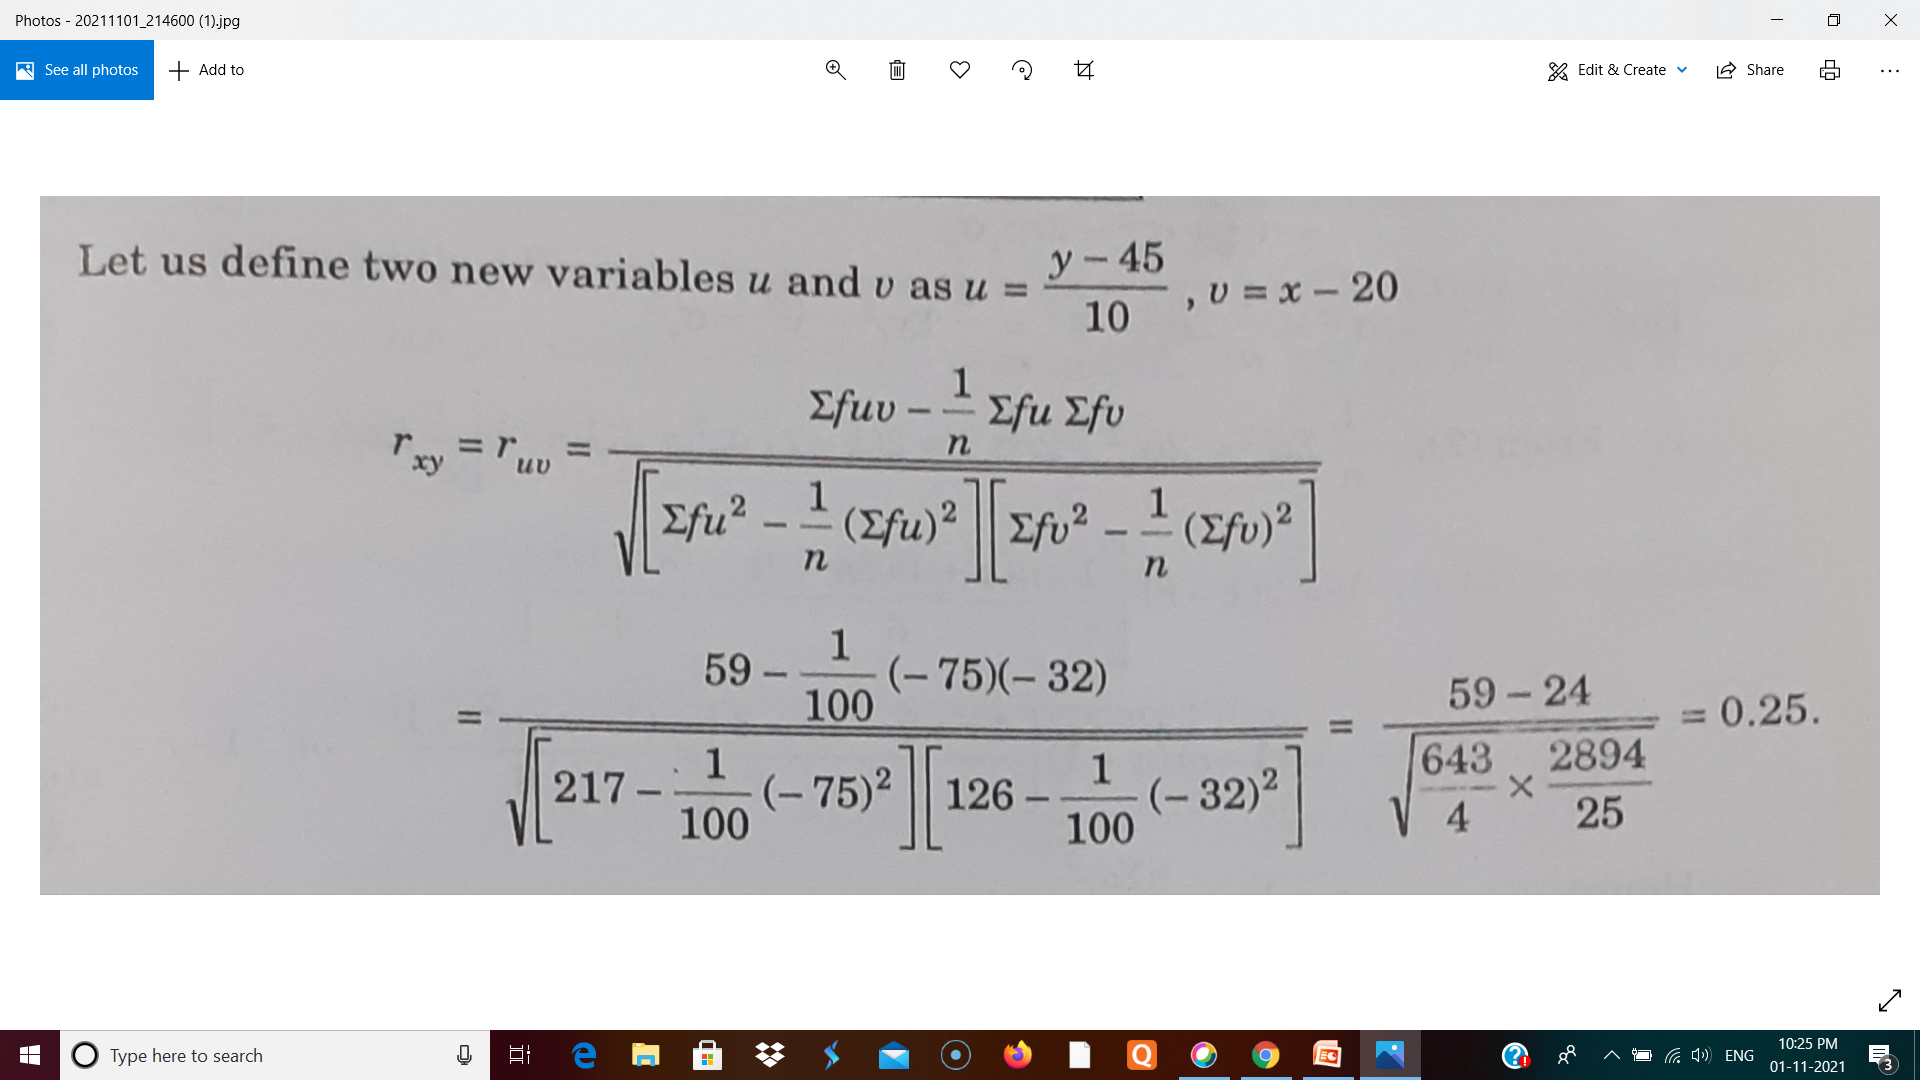 Photos - 20211101_214600 (1).jpg
See all photos
Add to
Edit & Create
Share
Let us define two new variables u and v as u = (y – 45)/10 , v = x – 20
r_xy = r_uv = (Σfuv – 1/n Σfu Σfv) / √([Σfu² – 1/n (Σfu)²][Σfv² – 1/n (Σfv)²])
= (59 – 1/100 (– 75)(– 32)) / √([217 – 1/100 (– 75)²][126 – 1/100 (– 32)²]) = (59 – 24) / √(643/4 × 2894/25) = 0.25.
Type here to search
ENG
10:25 PM
01-11-2021
3